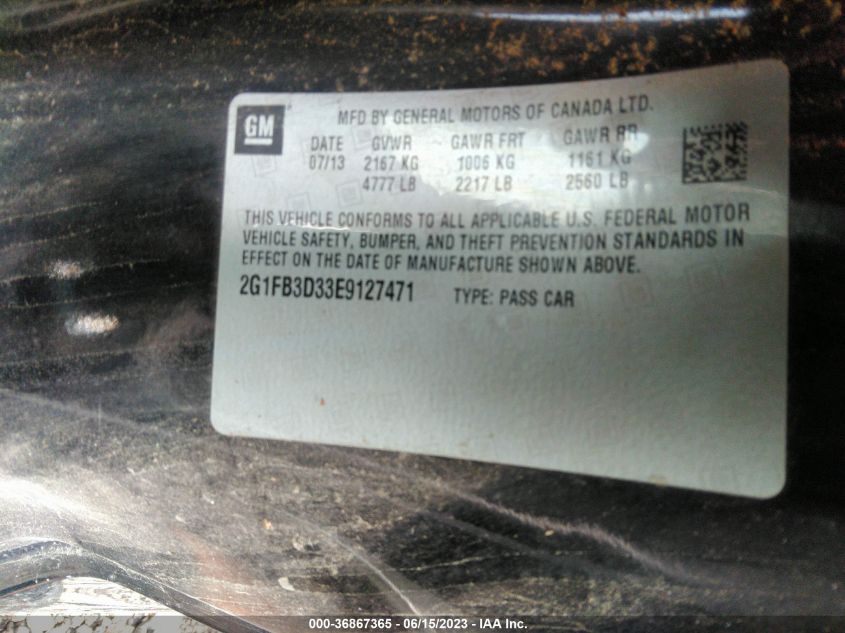 GM
MFD BY GENERAL MOTORS OF CANADA LTD.
DATE GVWR GAWR FRT GAWR RR
07/13 2167 KG 1006 KG 1161 KG
4777 LB 2217 LB 2560 LB
THIS VEHICLE CONFORMS TO ALL APPLICABLE U.S. FEDERAL MOTOR
VEHICLE SAFETY, BUMPER, AND THEFT PREVENTION STANDARDS IN
EFFECT ON THE DATE OF MANUFACTURE SHOWN ABOVE.
2G1FB3D33E9127471 TYPE: PASS CAR
000-36867365 - 06/15/2023 - IAA Inc.